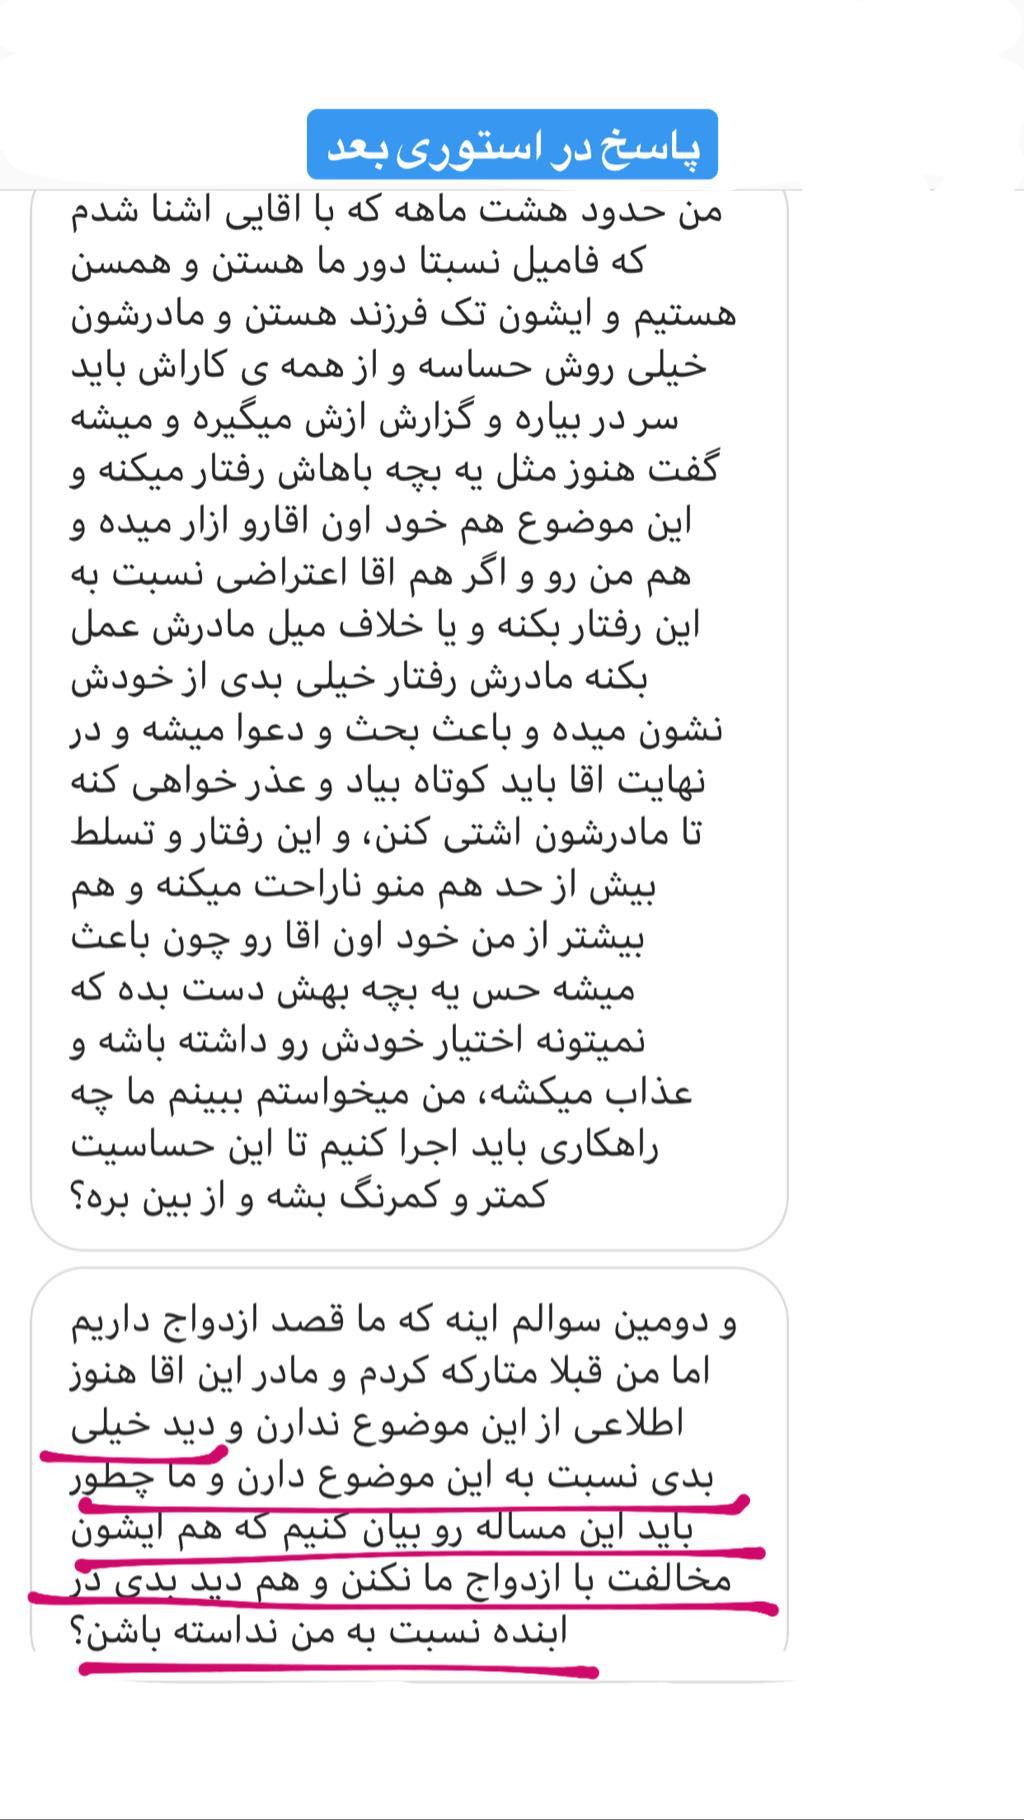 پاسخ در استوری بعد
من حدود هشت ماهه که با اقایی اشنا شدم
که فامیل نسبتا دور ما هستن و همسن
هستیم و ایشون تک فرزند هستن و مادرشون
خیلی روش حساسه و از همه ی کاراش باید
سر در بیاره و گزارش ازش میگیره و میشه
گفت هنوز مثل یه بچه باهاش رفتار میکنه و
این موضوع هم خود اون اقارو ازار میده و
هم من رو و اگر هم اقا اعتراضی نسبت به
این رفتار بکنه و یا خلاف میل مادرش عمل
بکنه مادرش رفتار خیلی بدی از خودش
نشون میده و باعث بحث و دعوا میشه و در
نهایت اقا باید کوتاه بیاد و عذر خواهی کنه
تا مادرشون اشتی کنن، و این رفتار و تسلط
بیش از حد هم منو ناراحت میکنه و هم
بیشتر از من خود اون اقا رو چون باعث
میشه حس یه بچه بهش دست بده که
نمیتونه اختیار خودش رو داشته باشه و
عذاب میکشه، من میخواستم ببینم ما چه
راهکاری باید اجرا کنیم تا این حساسیت
کمتر و کمرنگ بشه و از بین بره؟
و دومین سوالم اینه که ما قصد ازدواج داریم
اما من قبلا متارکه کردم و مادر این اقا هنوز
اطلاعی از این موضوع ندارن و دید خیلی
بدی نسبت به این موضوع دارن و ما چطور
باید این مساله رو بیان کنیم که هم ایشون
مخالفت با ازدواج ما نکنن و هم دید بدی در
اینده نسبت به من نداسته باشن؟